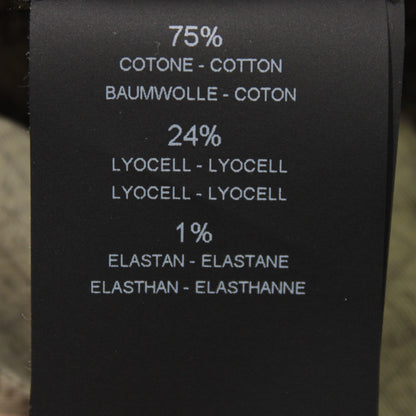 75%
COTONE - COTTON
BAUMWOLLE - COTON
24%
LYOCELL - LYOCELL
LYOCELL - LYOCELL
1%
ELASTAN - ELASTANE
ELASTHAN - ELASTHANNE